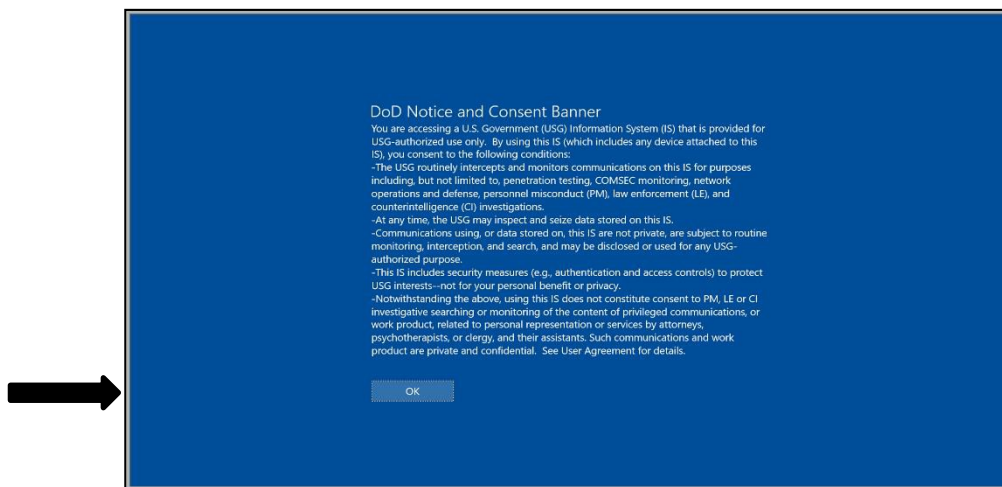 DoD Notice and Consent Banner
You are accessing a U.S. Government (USG) Information System (IS) that is provided for
USG-authorized use only.  By using this IS (which includes any device attached to this
IS), you consent to the following conditions:
-The USG routinely intercepts and monitors communications on this IS for purposes
including, but not limited to, penetration testing, COMSEC monitoring, network
operations and defense, personnel misconduct (PM), law enforcement (LE), and
counterintelligence (CI) investigations.
-At any time, the USG may inspect and seize data stored on this IS.
-Communications using, or data stored on, this IS are not private, are subject to routine
monitoring, interception, and search, and may be disclosed or used for any USG-
authorized purpose.
-This IS includes security measures (e.g., authentication and access controls) to protect
USG interests--not for your personal benefit or privacy.
-Notwithstanding the above, using this IS does not constitute consent to PM, LE or CI
investigative searching or monitoring of the content of privileged communications, or
work product, related to personal representation or services by attorneys,
psychotherapists, or clergy, and their assistants. Such communications and work
product are private and confidential.  See User Agreement for details.
OK